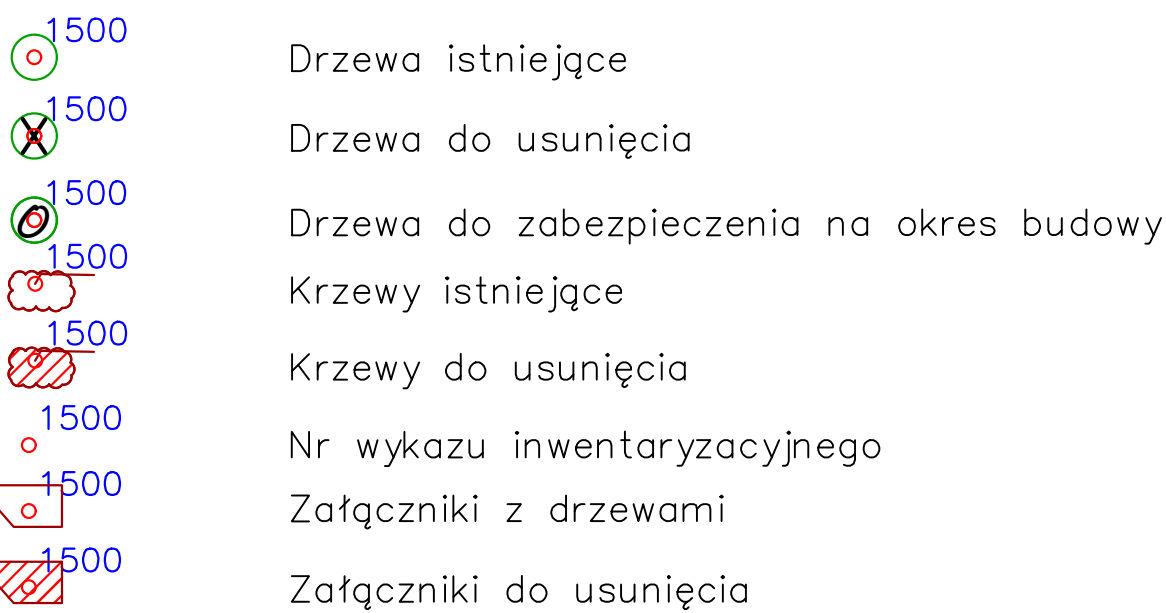 1500
Drzewa istniejące
1500
Drzewa do usunięcia
1500
Drzewa do zabezpieczenia na okres budowy
1500
Krzewy istniejące
1500
Krzewy do usunięcia
1500
Nr wykazu inwentaryzacyjnego
1500
Załączniki z drzewami
1500
Załączniki do usunięcia